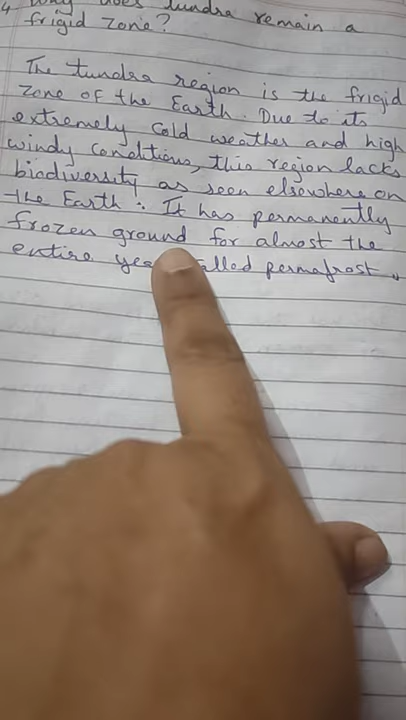 4. Why does tundra remain a
frigid zone?
The tundra region is the frigid
zone of the Earth. Due to its
extremely cold weather and high
windy conditions, this region lacks
biodiversity as seen elsewhere on
the Earth. It has permanently
frozen ground for almost the
entire called permafrost.